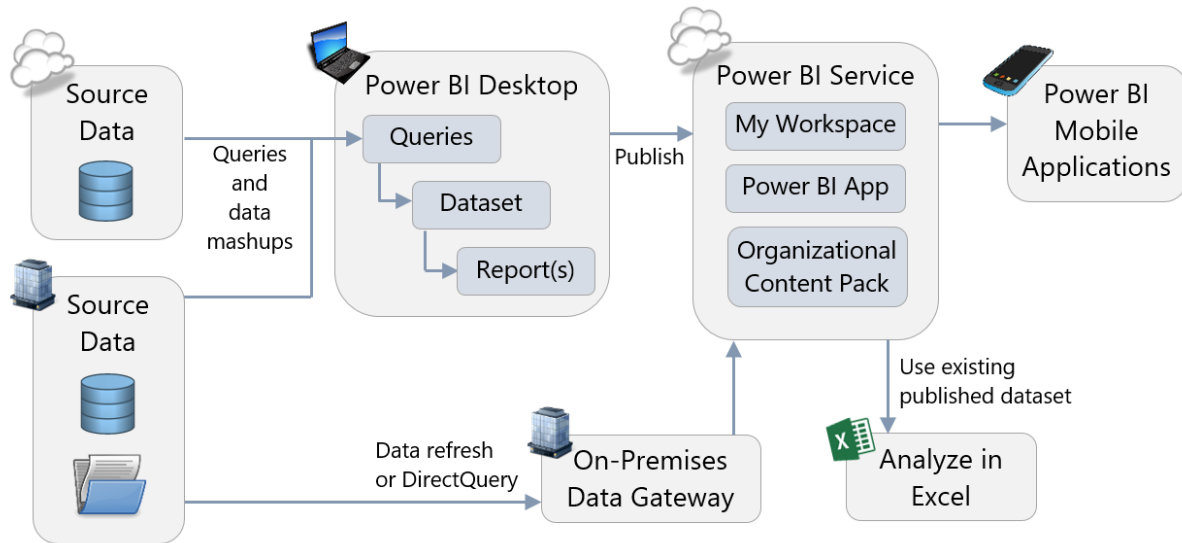 Source
Data
Queries
and
data
mashups
Source
Data
Power BI Desktop
Queries
Dataset
Report(s)
Publish
Power BI Service
My Workspace
Power BI App
Organizational
Content Pack
Power BI
Mobile
Applications
Data refresh
or DirectQuery
On-Premises
Data Gateway
Use existing
published dataset
X
Analyze in
Excel